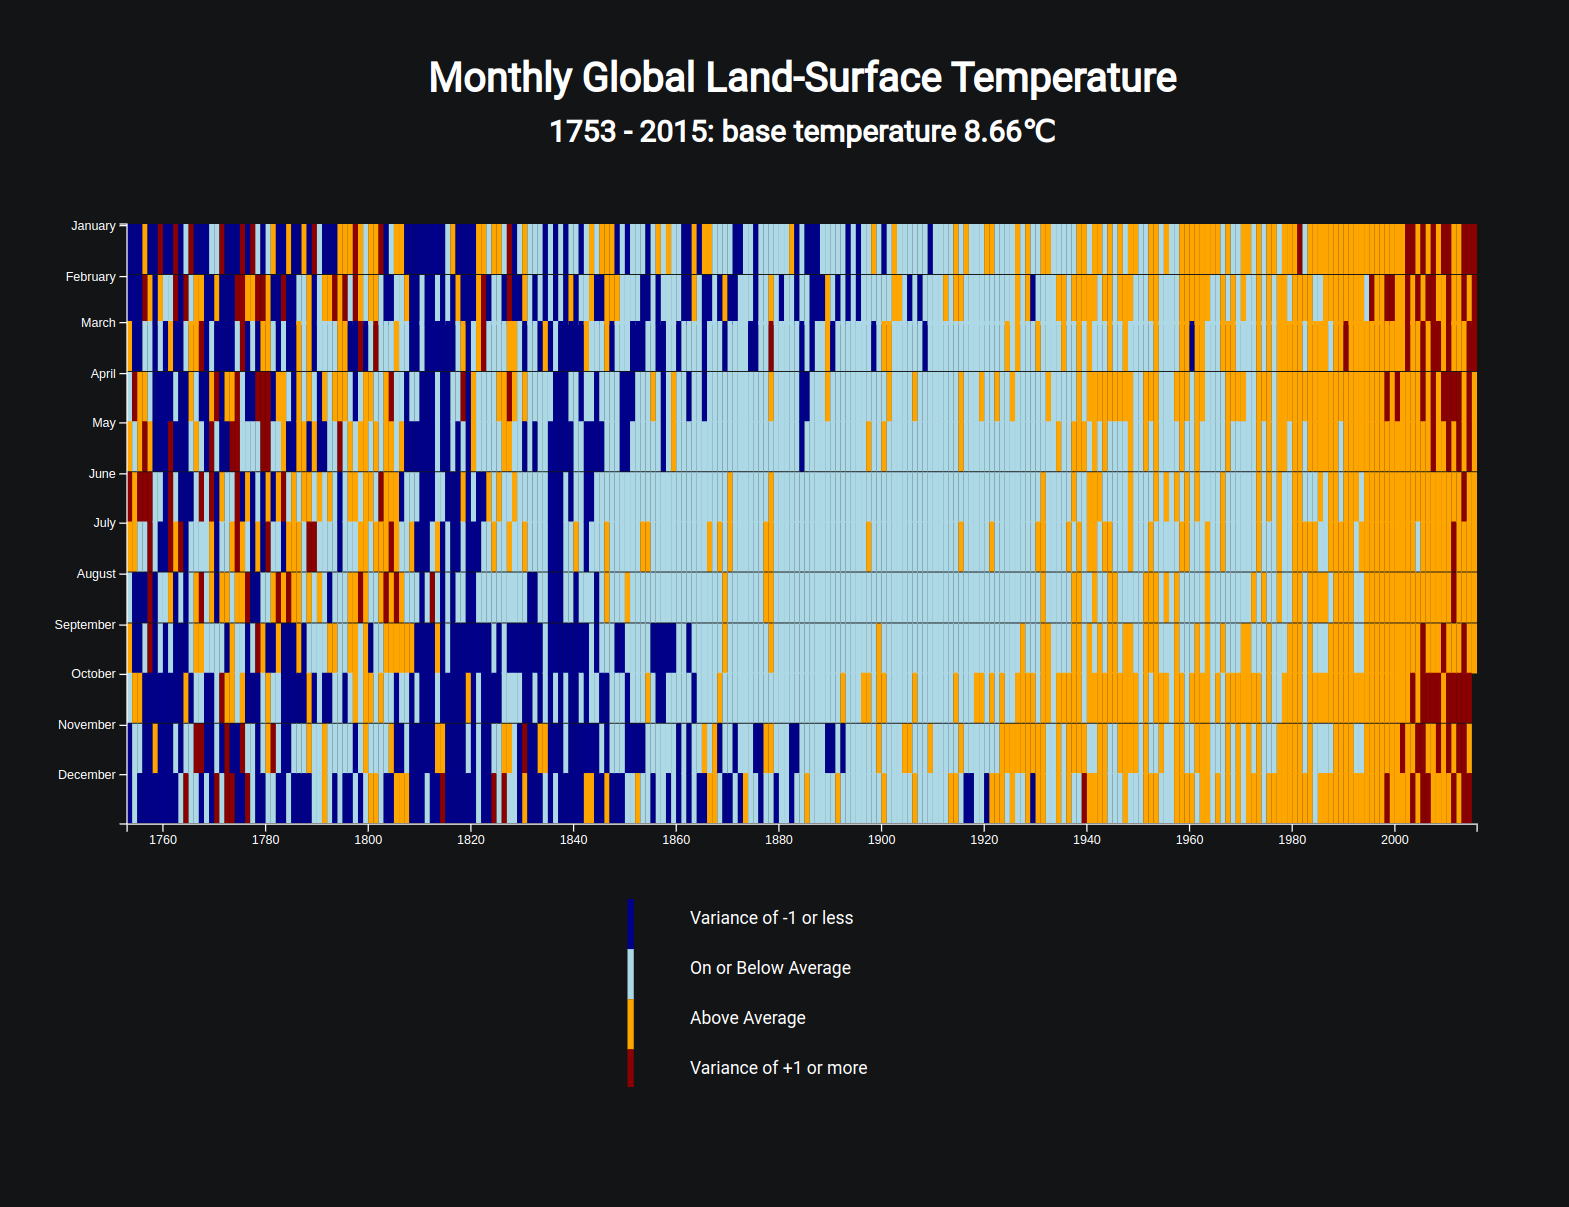 Monthly Global Land-Surface Temperature
1753 - 2015: base temperature 8.66℃
January
February
March
April
May
June
July
August
September
October
November
December
1760 1780 1800 1820 1840 1860 1880 1900 1920 1940 1960 1980 2000
Variance of -1 or less
On or Below Average
Above Average
Variance of +1 or more